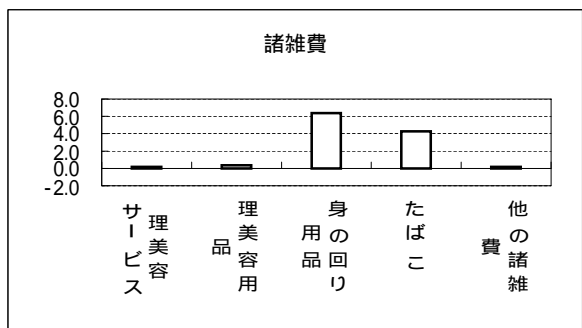 諸雑費
8.0
6.0
4.0
2.0
0.0
-2.0
理美容
サービス
理美容用
品
身の回り
用品
たばこ
他の諸雑
費